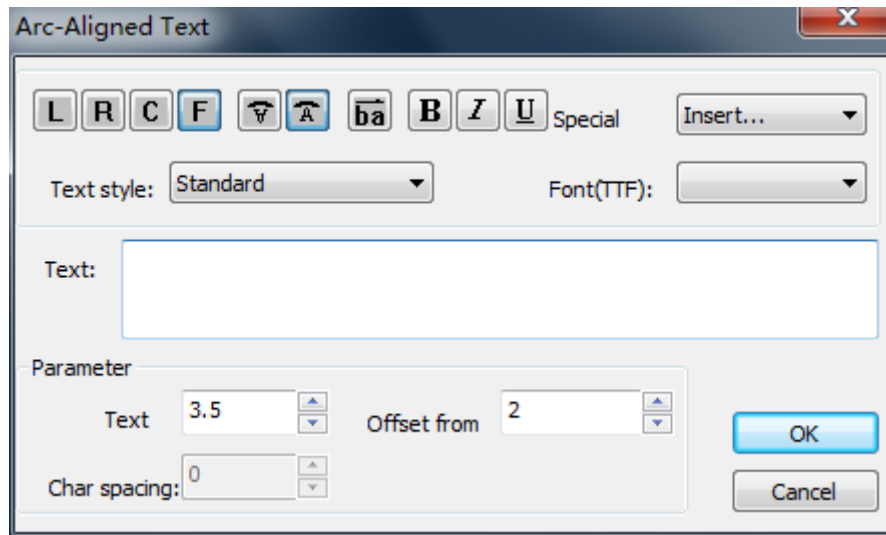 Arc-Aligned Text
L R C F A A ba B I U Special Insert...
Text style: Standard Font(TTF):
Text:
Parameter
Text 3.5 Offset from 2
OK
Char spacing: 0
Cancel